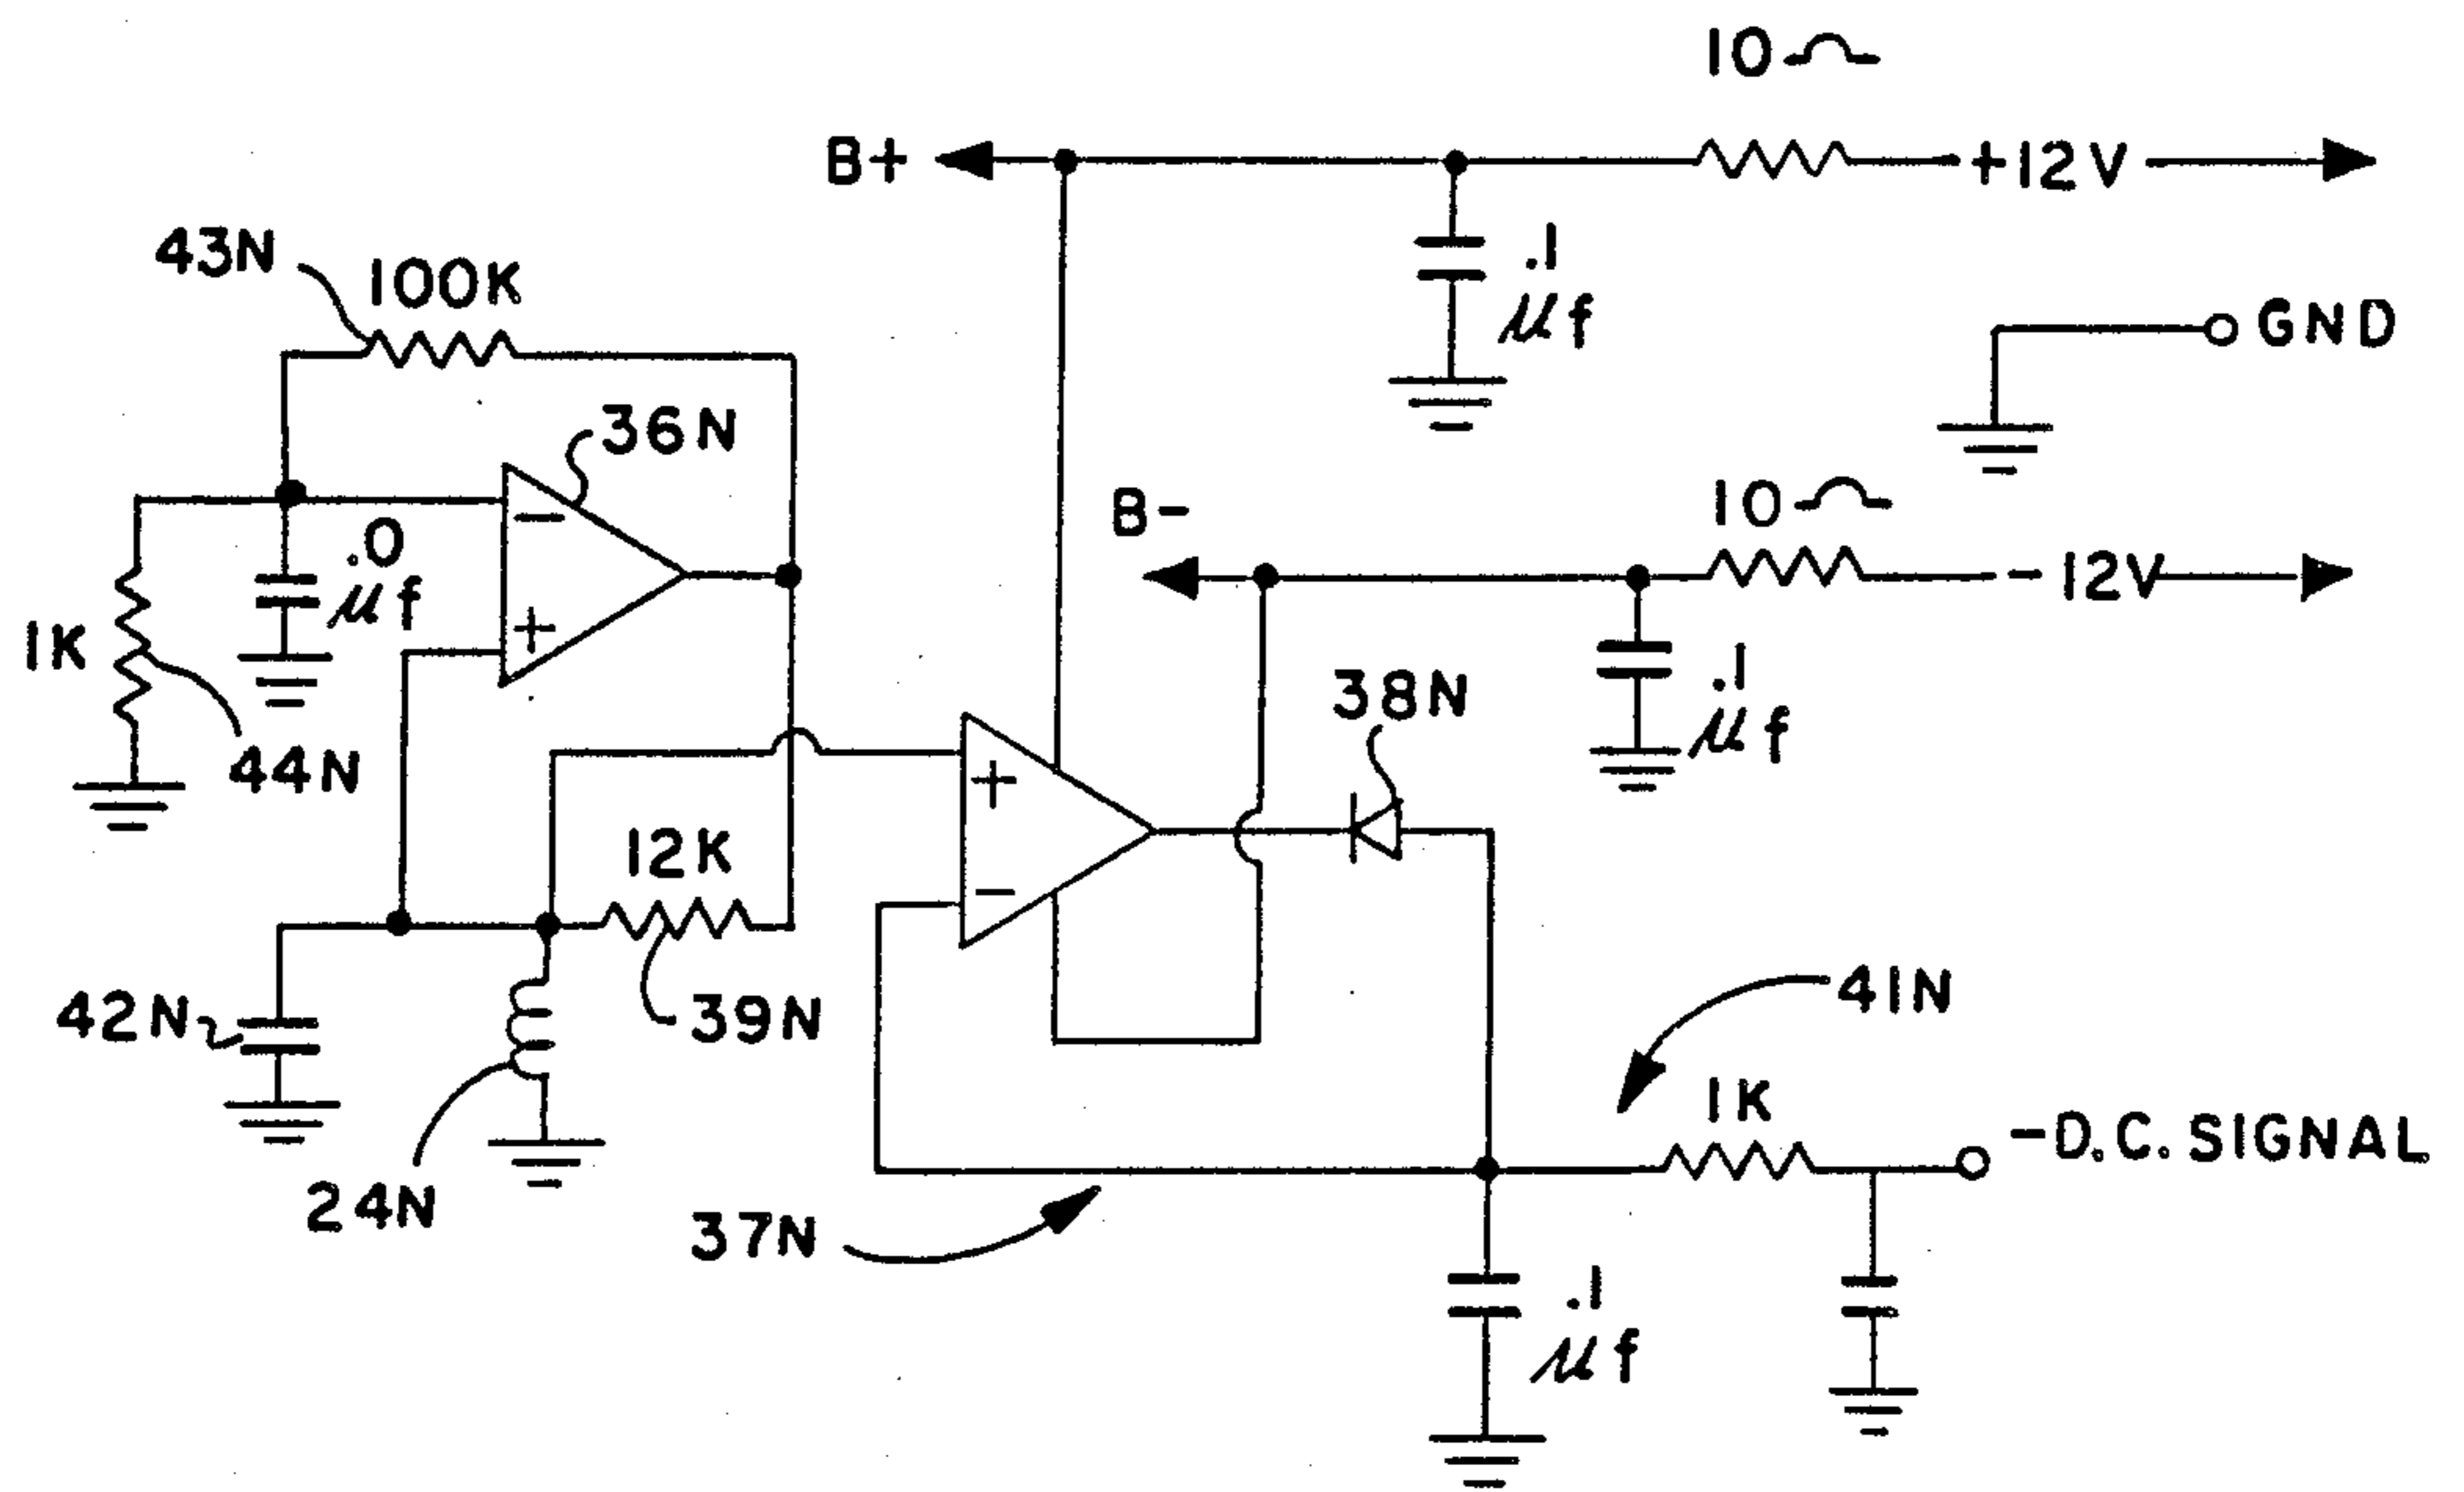 10
B+
+12V
43N
100K
.1
μf
GND
36N
B-
10
-12V
.0
μf
1K
44N
+
-
38N
.1
μf
12K
+
-
42N
39N
41N
1K
-D.C. SIGNAL
24N
37N
.1
μf